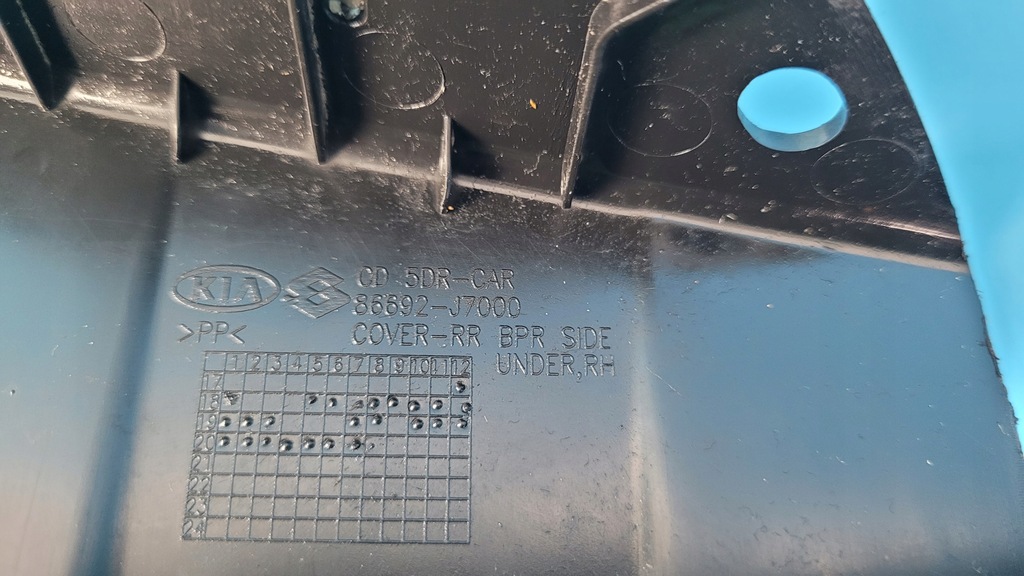 KIA CD 5DR-CAR
86692-J7000
>PP< COVER-RR BPR SIDE
UNDER,RH
1 2 3 4 5 6 7 8 9 10 11 12
17
18
19
20
21
22
23
24